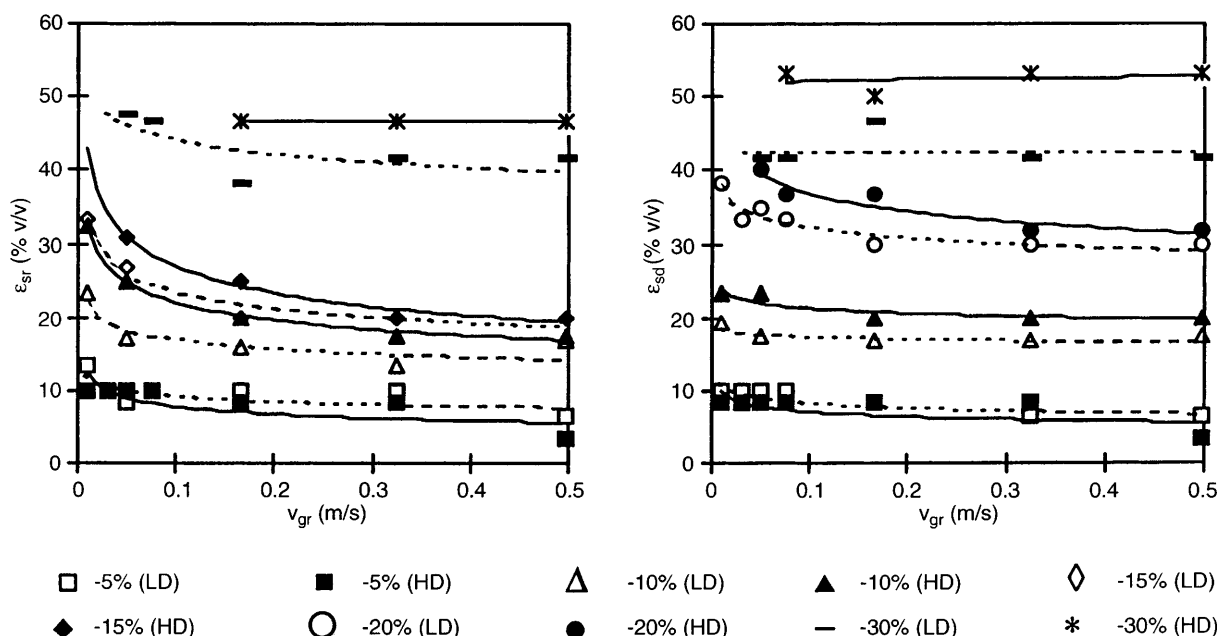 60
50
40
30
20
10
0
ε_sr (% v/v)
0 0.1 0.2 0.3 0.4 0.5
v_gr (m/s)
60
50
40
30
20
10
0
ε_sd (% v/v)
0 0.1 0.2 0.3 0.4 0.5
v_gr (m/s)
-5% (LD) -5% (HD) -10% (LD) -10% (HD) -15% (LD)
-15% (HD) -20% (LD) -20% (HD) -30% (LD) -30% (HD)